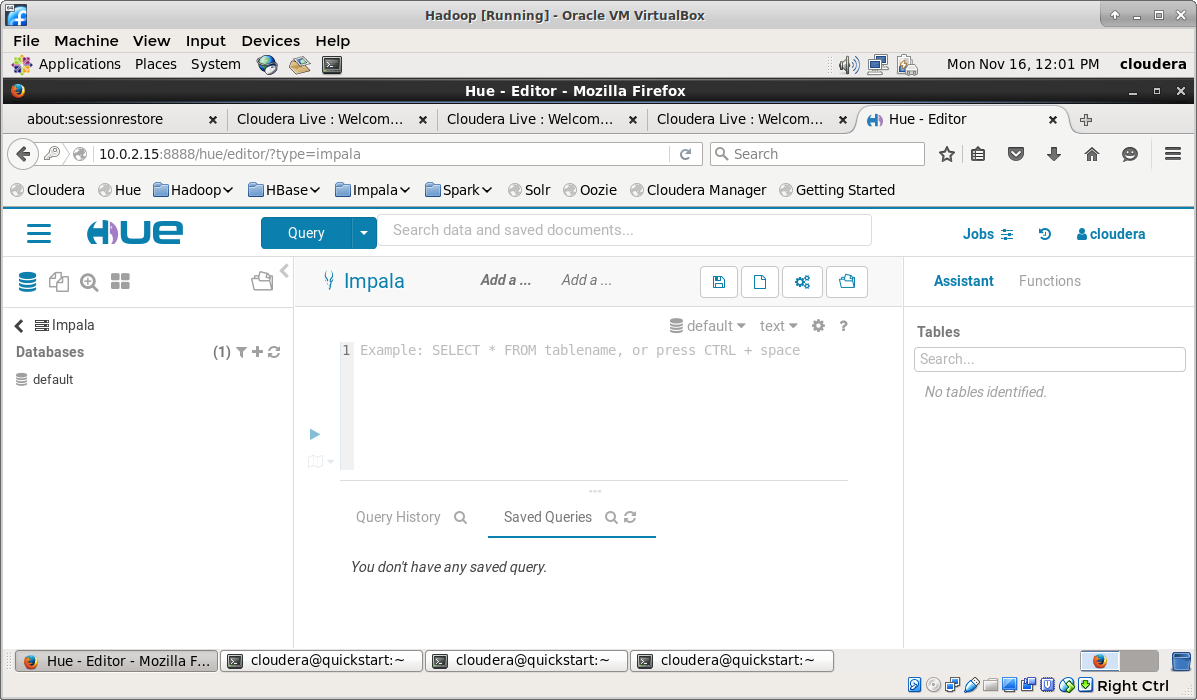 Hadoop [Running] - Oracle VM VirtualBox
File Machine View Input Devices Help
Applications Places System Mon Nov 16, 12:01 PM cloudera
Hue - Editor - Mozilla Firefox
about:sessionrestore Cloudera Live : Welcom... Cloudera Live : Welcom... Cloudera Live : Welcom... Hue - Editor
10.0.2.15:8888/hue/editor/?type=impala Search
Cloudera Hue Hadoop HBase Impala Spark Solr Oozie Cloudera Manager Getting Started
HUE Query Search data and saved documents... Jobs cloudera
Impala Add a ... Add a ... Assistant Functions
Impala default text ?
Databases (1) Tables
1 Example: SELECT * FROM tablename, or press CTRL + space
Search...
default
No tables identified.
Query History Saved Queries
You don't have any saved query.
Hue - Editor - Mozilla F... cloudera@quickstart:~ cloudera@quickstart:~ cloudera@quickstart:~
Right Ctrl